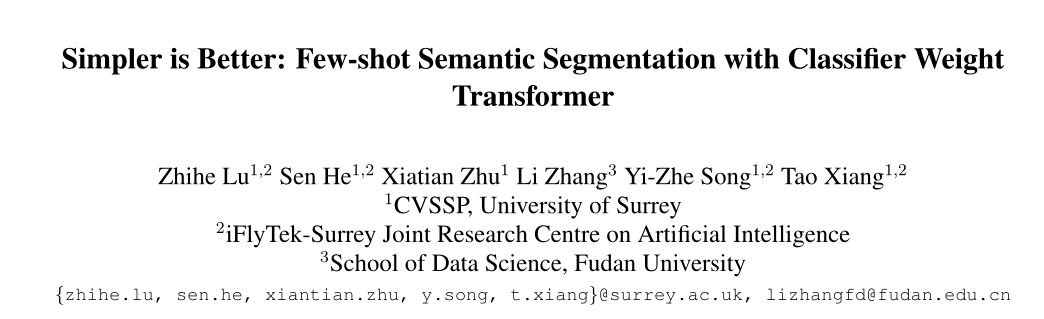 Simpler is Better: Few-shot Semantic Segmentation with Classifier Weight
Transformer
Zhihe Lu1,2 Sen He1,2 Xiatian Zhu1 Li Zhang3 Yi-Zhe Song1,2 Tao Xiang1,2
1CVSSP, University of Surrey
2iFlyTek-Surrey Joint Research Centre on Artificial Intelligence
3School of Data Science, Fudan University
{zhihe.lu, sen.he, xiantian.zhu, y.song, t.xiang}@surrey.ac.uk, lizhangfd@fudan.edu.cn